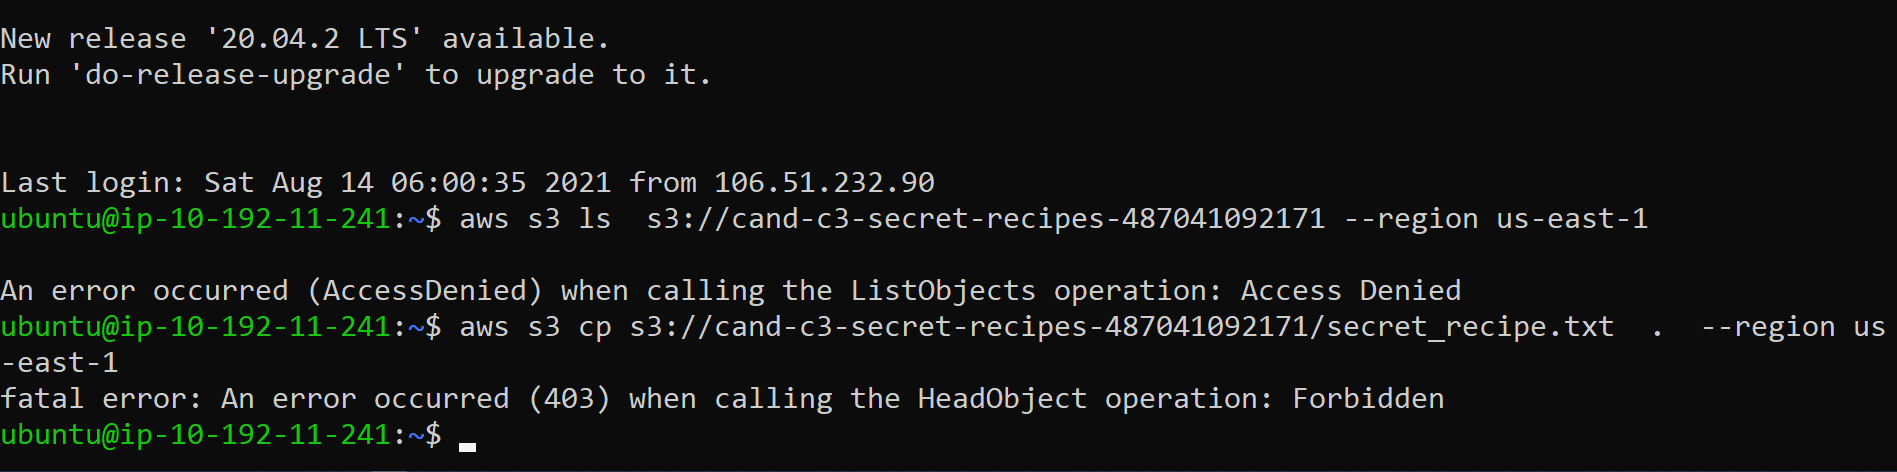 New release '20.04.2 LTS' available.
Run 'do-release-upgrade' to upgrade to it.
Last login: Sat Aug 14 06:00:35 2021 from 106.51.232.90
ubuntu@ip-10-192-11-241:~$ aws s3 ls  s3://cand-c3-secret-recipes-487041092171 --region us-east-1
An error occurred (AccessDenied) when calling the ListObjects operation: Access Denied
ubuntu@ip-10-192-11-241:~$ aws s3 cp s3://cand-c3-secret-recipes-487041092171/secret_recipe.txt  .  --region us
-east-1
fatal error: An error occurred (403) when calling the HeadObject operation: Forbidden
ubuntu@ip-10-192-11-241:~$